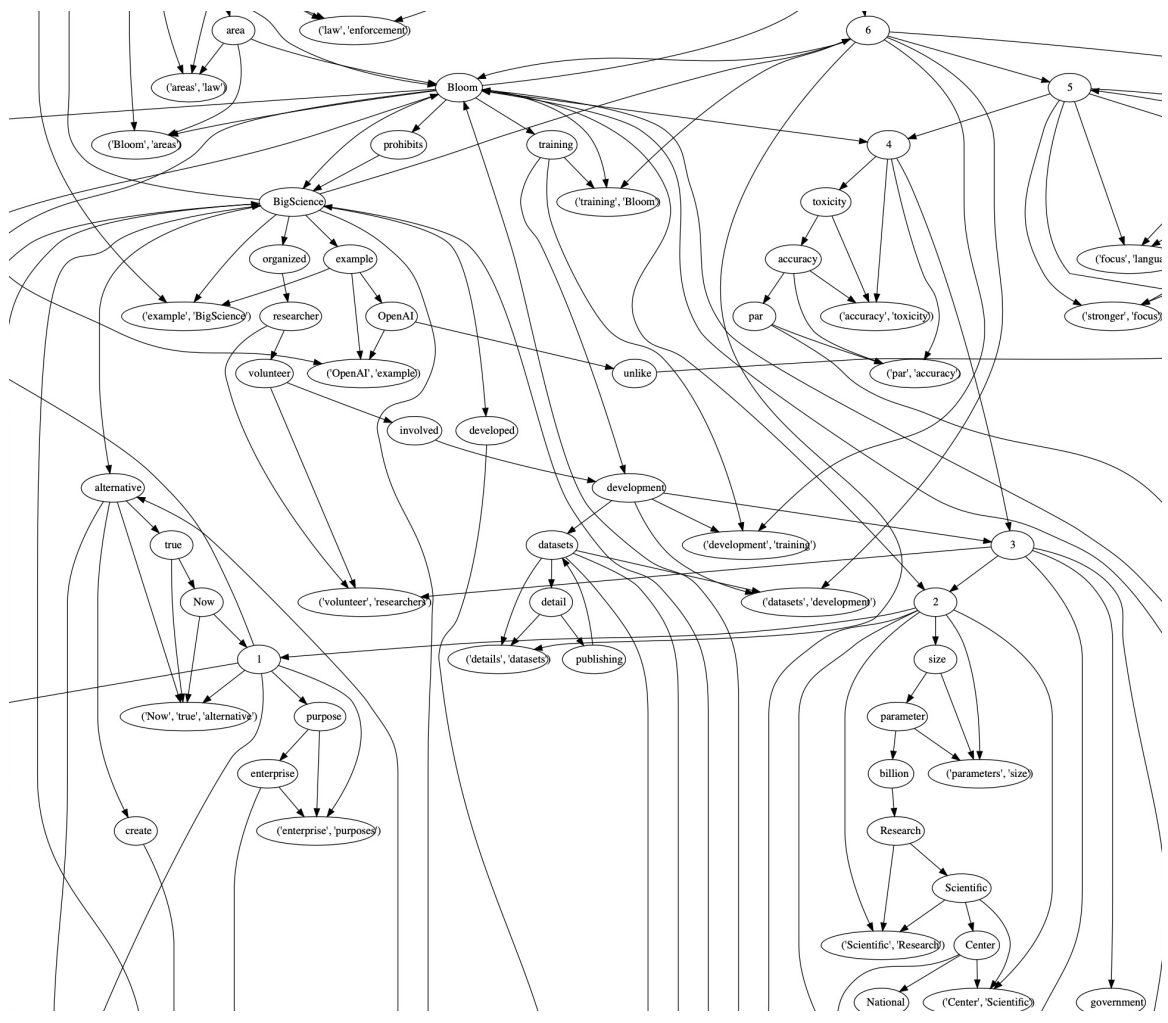 area
('law', 'enforcement')
6
('areas', 'law')
Bloom
5
('Bloom', 'areas')
prohibits
training
4
BigScience
('training', 'Bloom')
toxicity
organized
example
accuracy
('focus', 'langua
('example', 'BigScience')
researcher
OpenAI
par
('accuracy', 'toxicity')
('stronger', 'focus')
volunteer
('OpenAI', 'example')
unlike
('par', 'accuracy')
involved
developed
alternative
development
true
datasets
('development', 'training')
3
Now
('volunteer', 'researchers')
detail
('datasets', 'development')
2
1
('details', 'datasets')
publishing
size
('Now', 'true', 'alternative')
purpose
parameter
enterprise
billion
('parameters', 'size')
create
('enterprise', 'purposes')
Research
Scientific
('Scientific', 'Research')
Center
National
('Center', 'Scientific')
government